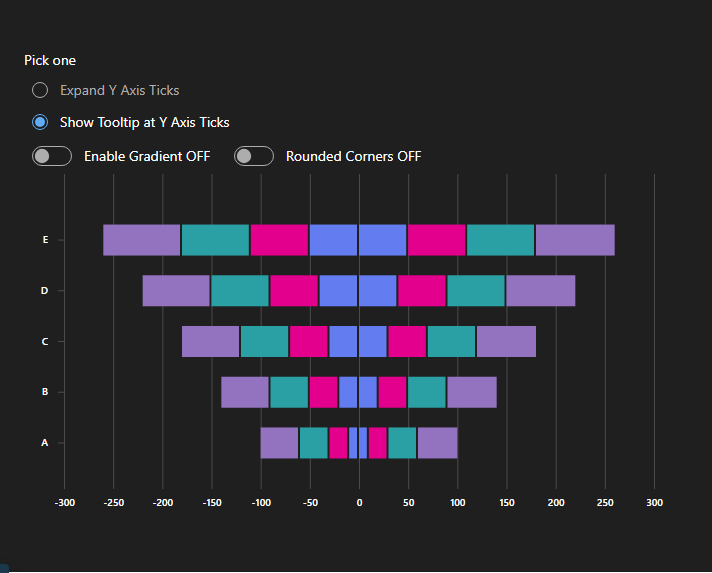 Pick one
Expand Y Axis Ticks
Show Tooltip at Y Axis Ticks
Enable Gradient OFF Rounded Corners OFF
E
D
C
B
A
-300 -250 -200 -150 -100 -50 0 50 100 150 200 250 300